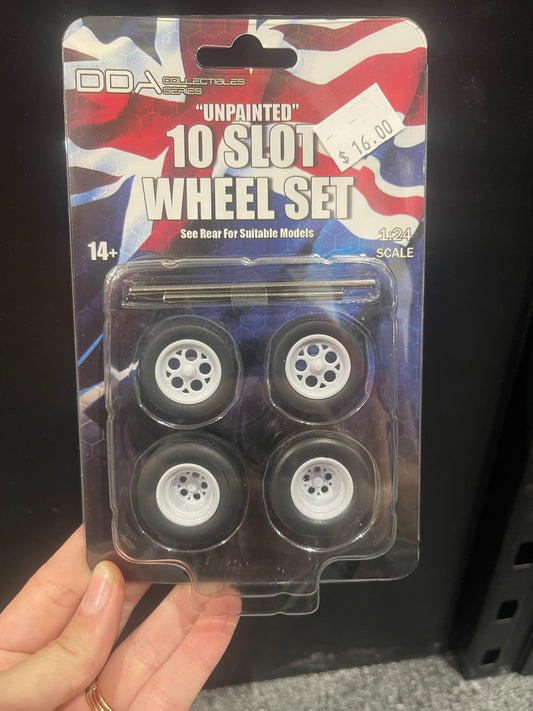 DDA COLLECTIBLES
SERIES
"UNPAINTED"
10 SLOT
WHEEL SET
$ 16.00
See Rear For Suitable Models
14+
1:24
SCALE